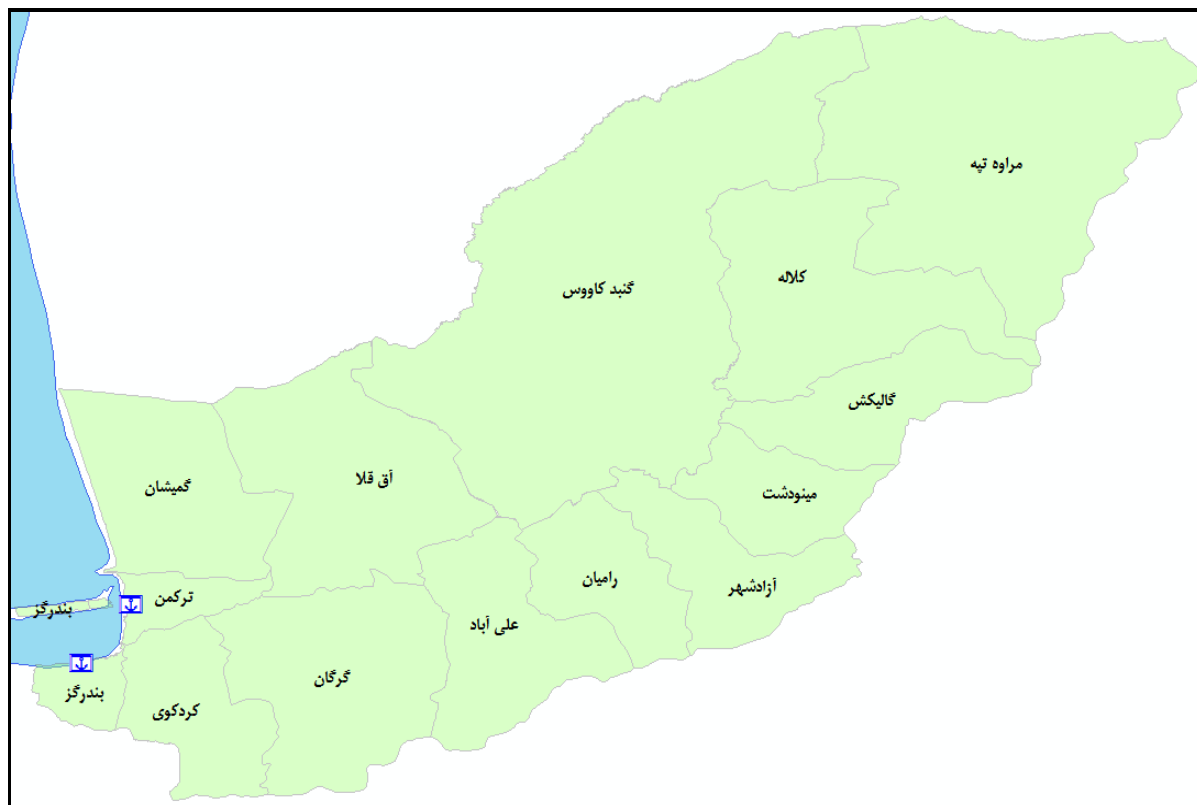 مراوه تپه
کلاله
گنبد کاووس
گالیکش
آق قلا
گمیشان
مینودشت
رامیان
آزادشهر
ترکمن
بندرگز
علی آباد
گرگان
بندرگز
کردکوی